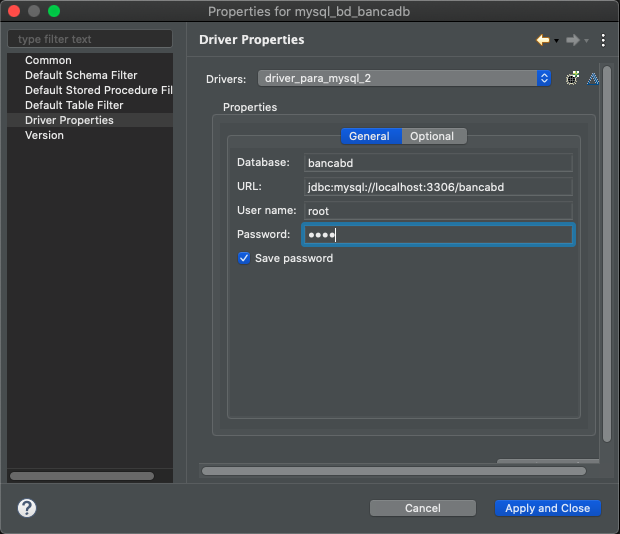 Properties for mysql_bd_bancadb
type filter text
Common
Default Schema Filter
Default Stored Procedure Fil
Default Table Filter
Driver Properties
Version
Driver Properties
Drivers: driver_para_mysql_2
Properties
General Optional
Database: bancabd
URL: jdbc:mysql://localhost:3306/bancabd
User name: root
Password: ●●●●
Save password
Cancel Apply and Close